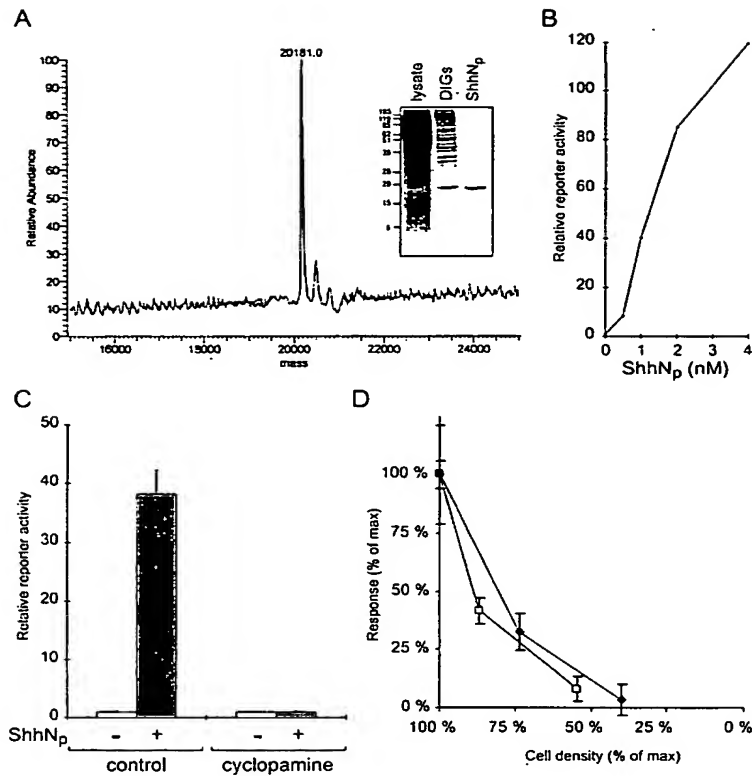 A
20181.0
100
90
80
70
60
50
40
30
20
10
0
Relative Abundance
16000
20000
22000
24000
mass
lysate
DIGs
ShhNp
B
120
100
80
60
40
20
0
Relative reporter activity
0 1 2 3 4
ShhNp (nM)
C
50
40
30
20
10
0
Relative reporter activity
ShhNp - + - +
control cyclopamine
D
100 %
75 %
50 %
25 %
0 %
Response (% of max)
100 % 75% 50% 25% 0 %
Cell density (% of max)